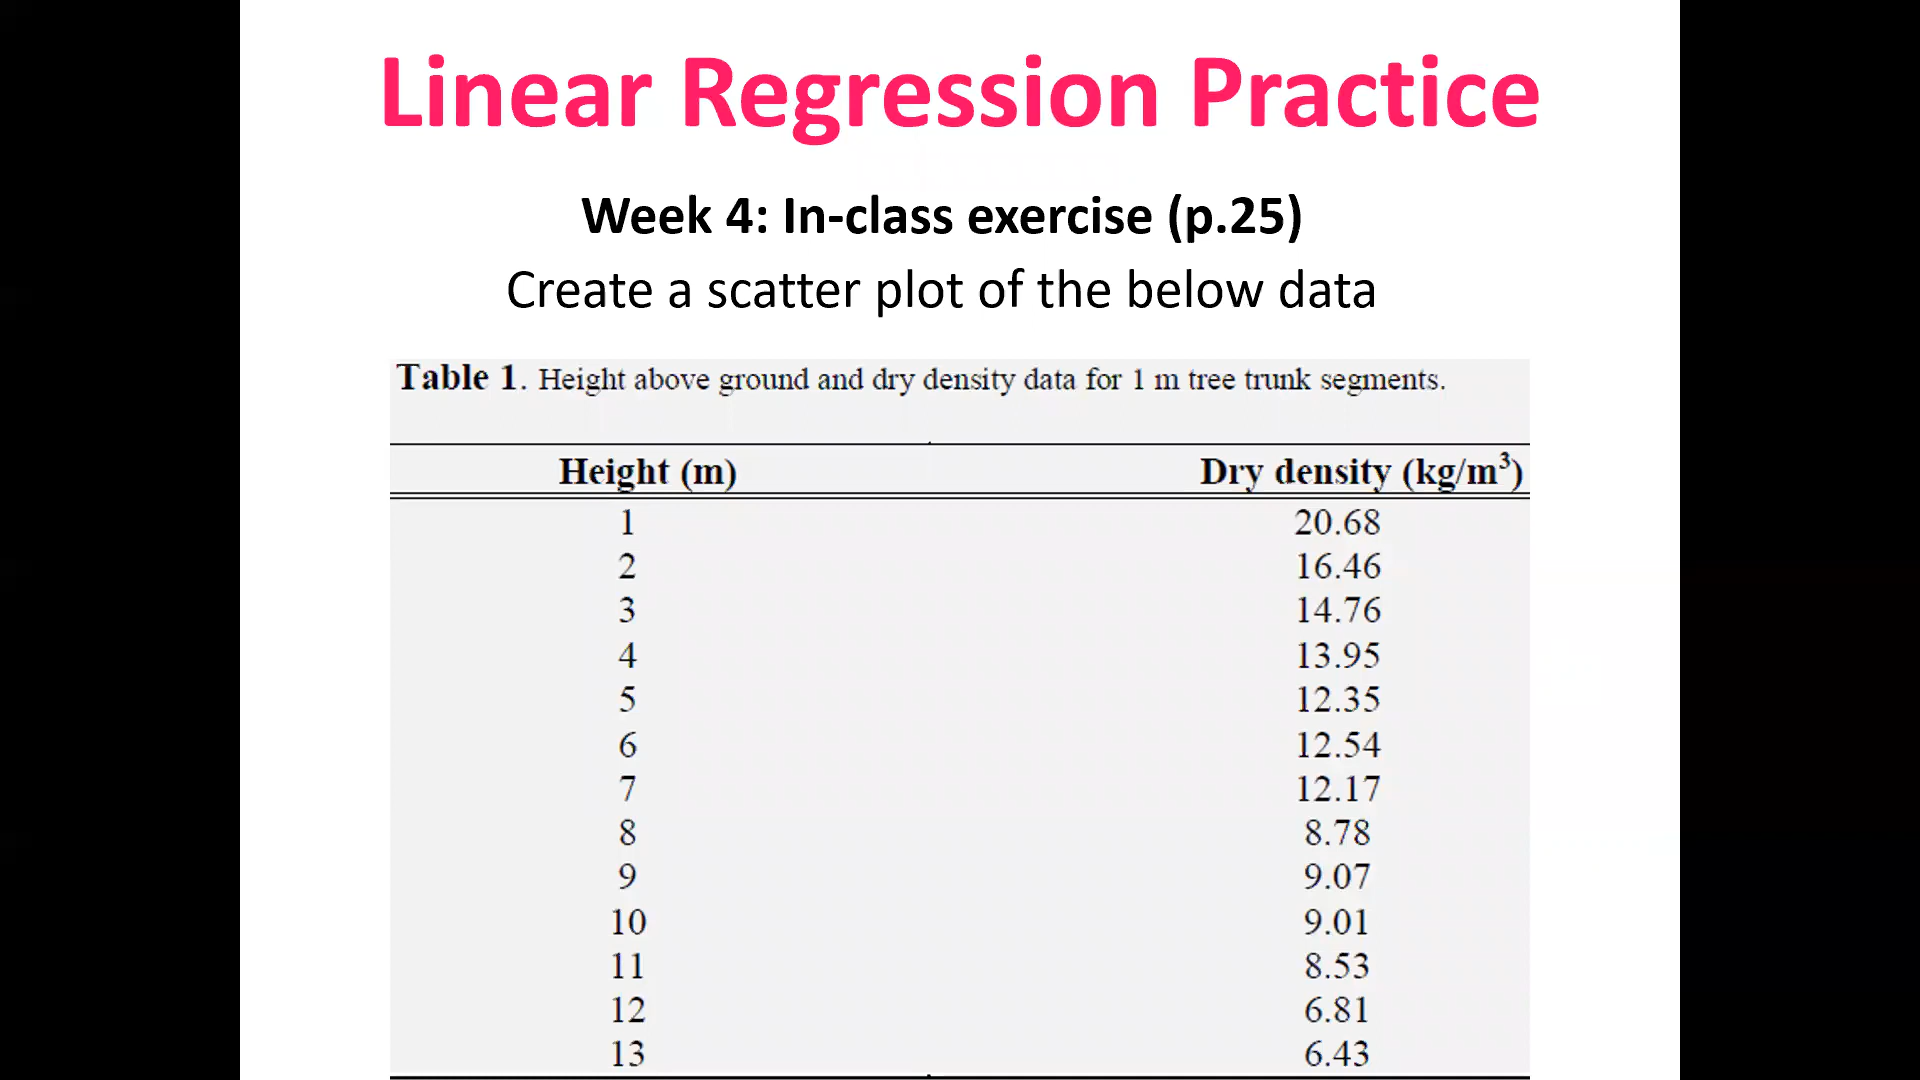 Linear Regression Practice
Week 4: In-class exercise (p.25)
Create a scatter plot of the below data
Table 1. Height above ground and dry density data for 1 m tree trunk segments.
Height (m) Dry density (kg/m³)
1 20.68
2 16.46
3 14.76
4 13.95
5 12.35
6 12.54
7 12.17
8 8.78
9 9.07
10 9.01
11 8.53
12 6.81
13 6.43